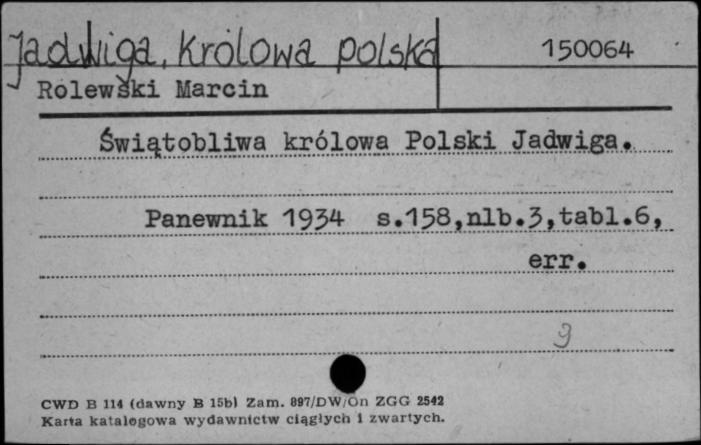 Jadwiga, królowa polska 150064
Rolewski Marcin
Świątobliwa królowa Polski Jadwiga.
Panewnik 1934 s.158,nlb.3,tabl.6,
err.
9
CWD B 114 (dawny B 15b) Zam. 897/DW/On ZGG 2542
Karta katalogowa wydawnictw ciągłych i zwartych.